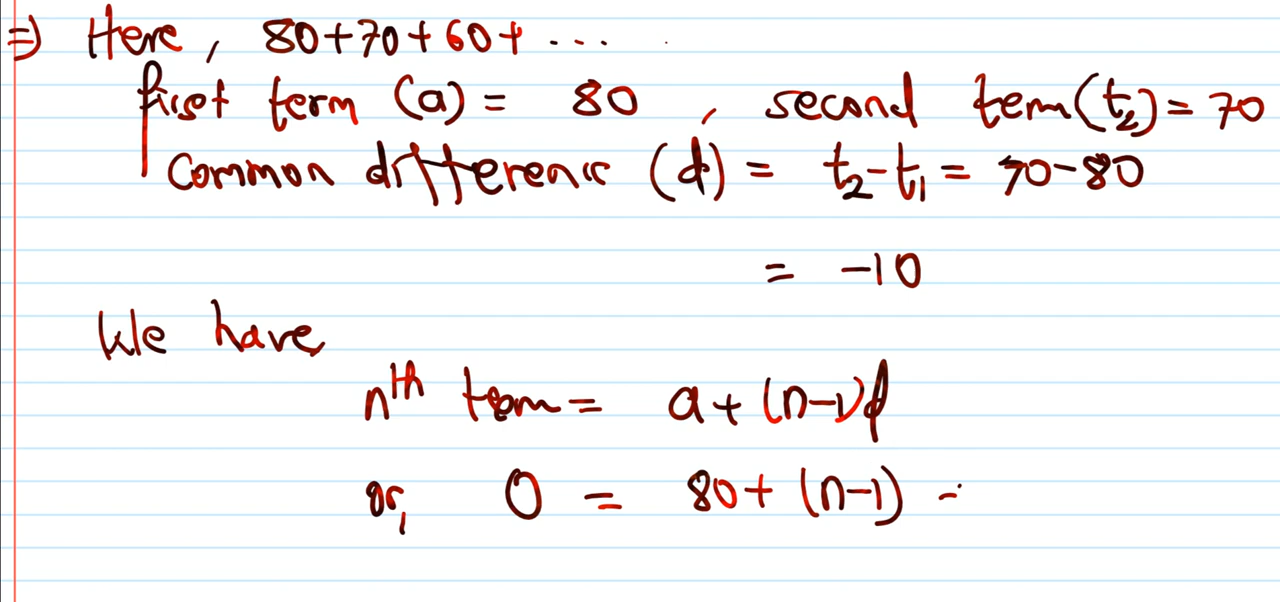 ⇒ Here, 80+70+60+ ...
first term (a) = 80, second term (t₂) = 70
Common difference (d) = t₂-t₁ = 70-80
= -10
We have
nᵗʰ term = a + (n-1)d
or, 0 = 80 + (n-1) -